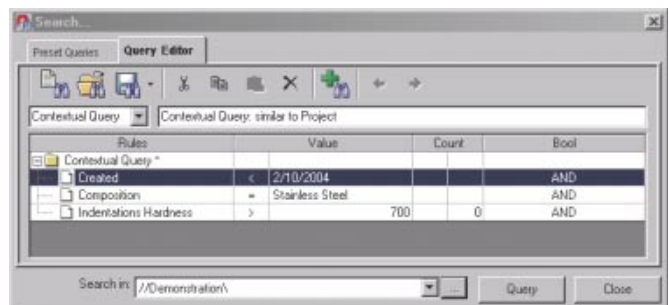 Search...
Preset Queries Query Editor
Contextual Query Contextual Query: similar to Project
Rules Value Count Bool
Contextual Query *
Created < 2/10/2004 AND
Composition = Stainless Steel AND
Indentations Hardness > 700 0 AND
Search in: //Demonstration\ ... Query Close